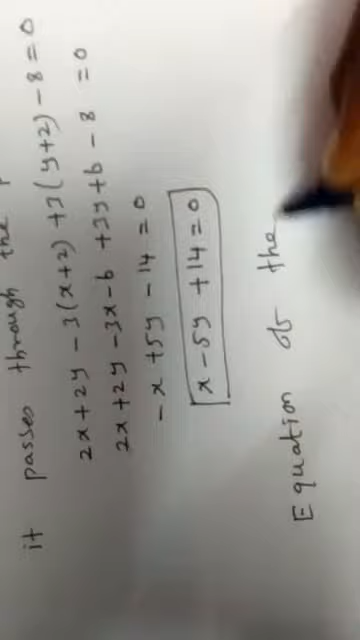 it passes through the
2x+2y -3(x+2) +3(y+2) -8=0
2x+2y -3x-6 +3y+6 -8 =0
-x +5y -14=0
x-5y +14=0
Equation of the